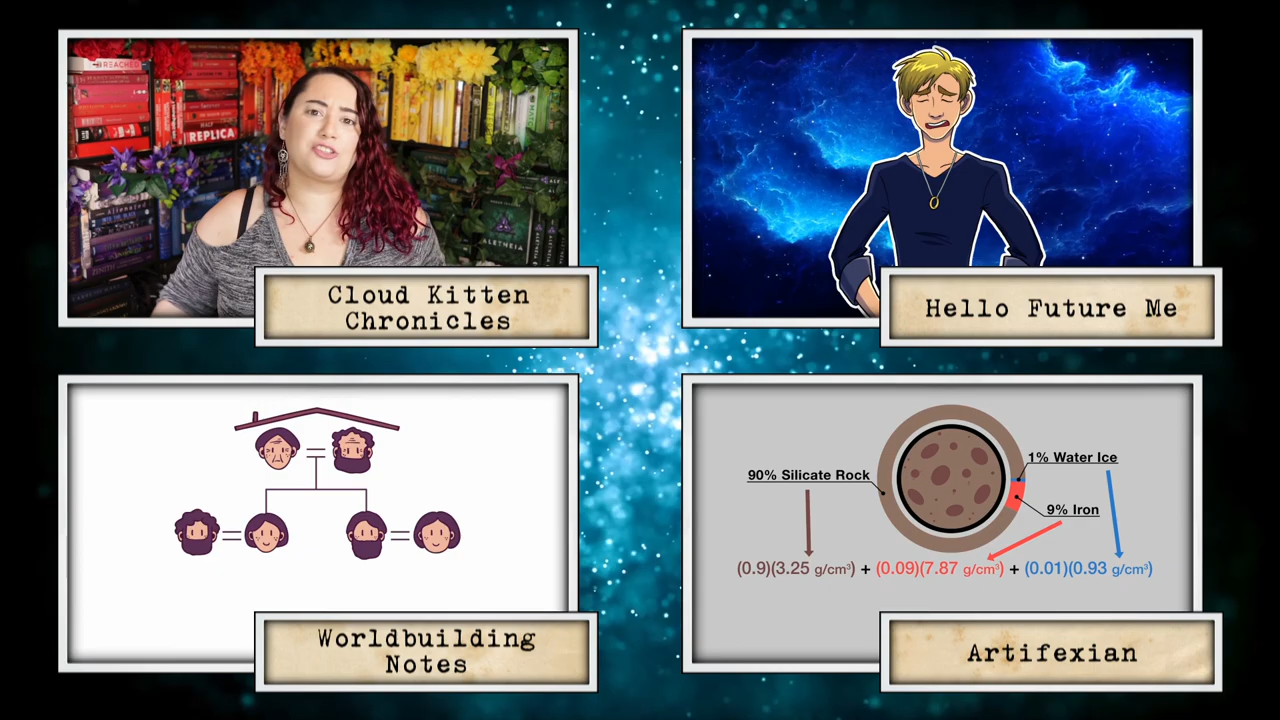 BREACHED
REPLICA
ALETHEIA
Cloud Kitten
Chronicles
Hello Future Me
Worldbuilding
Notes
90% Silicate Rock
1% Water Ice
9% Iron
(0.9)(3.25 g/cm³) + (0.09)(7.87 g/cm³) + (0.01)(0.93 g/cm³)
Artifexian